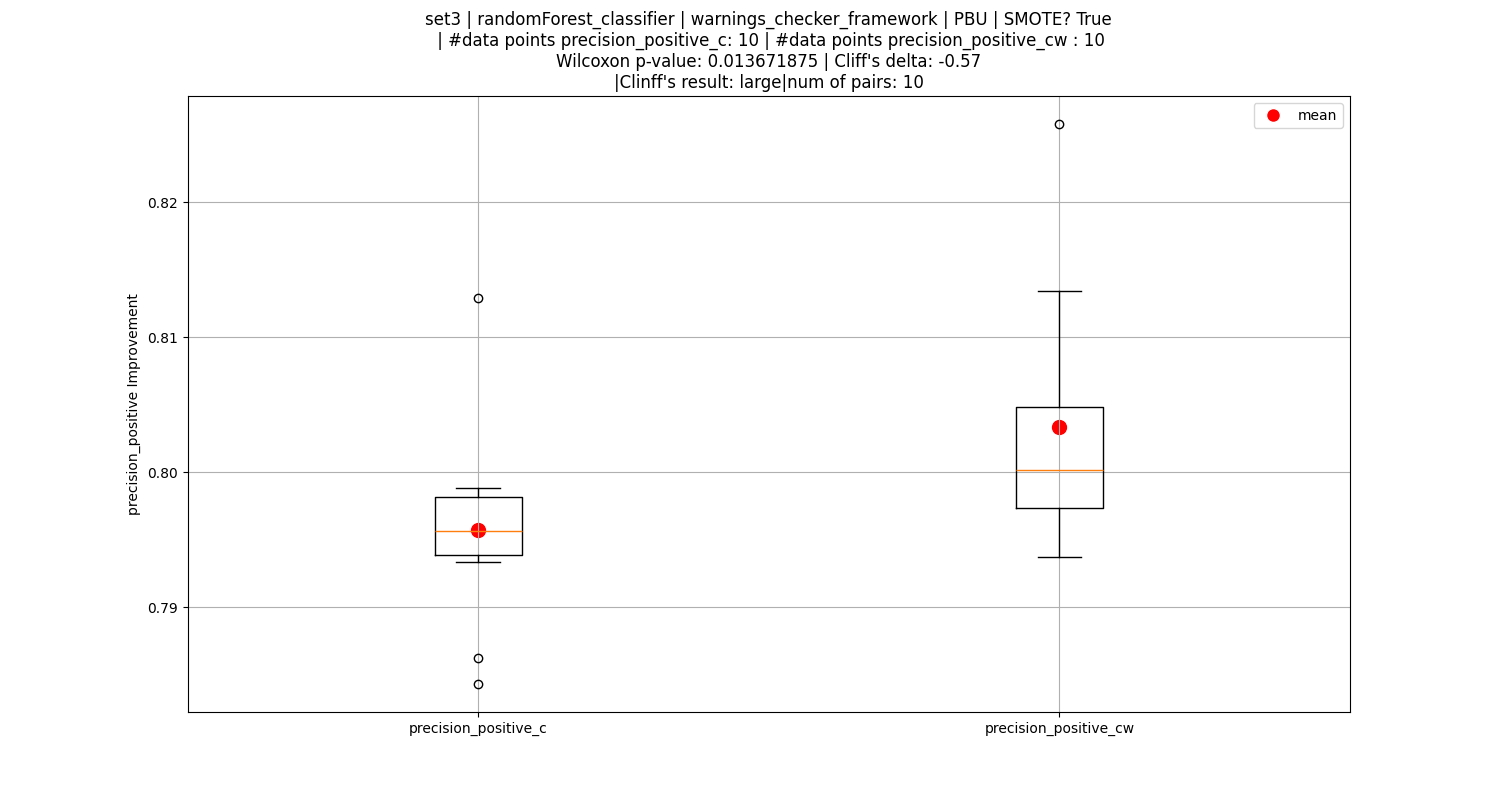 set3 | randomForest_classifier | warnings_checker_framework | PBU | SMOTE? True
| #data points precision_positive_c: 10 | #data points precision_positive_cw : 10
Wilcoxon p-value: 0.013671875 | Cliff's delta: -0.57
|Clinff's result: large|num of pairs: 10
mean
0.82
0.81
0.80
0.79
precision_positive Improvement
precision_positive_c
precision_positive_cw